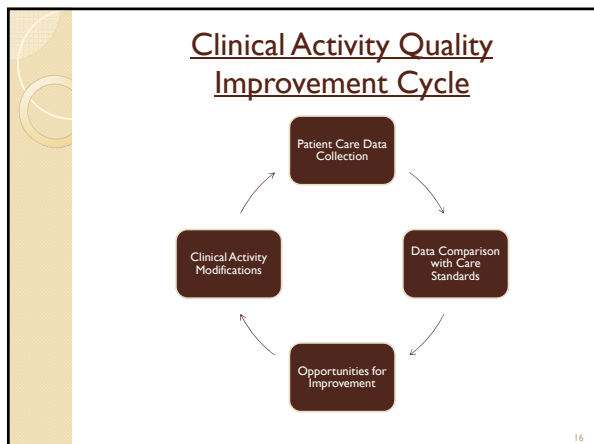 Clinical Activity Quality
Improvement Cycle
Patient Care Data
Collection
Data Comparison
with Care
Standards
Opportunities for
Improvement
Clinical Activity
Modifications
16